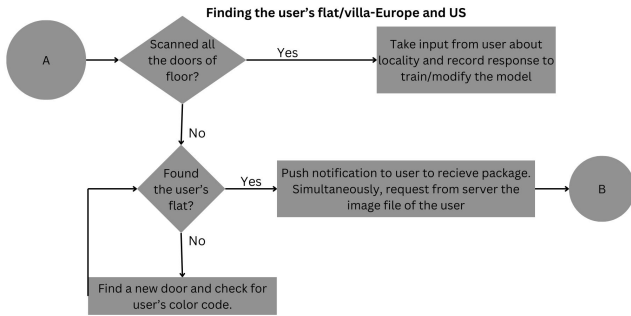 Finding the user's flat/villa-Europe and US
A
Scanned all
the doors of
floor?
Yes
Take input from user about
locality and record response to
train/modify the model
No
Found
the user's
flat?
Yes
Push notification to user to recieve package.
Simultaneously, request from server the
image file of the user
B
No
Find a new door and check for
user's color code.